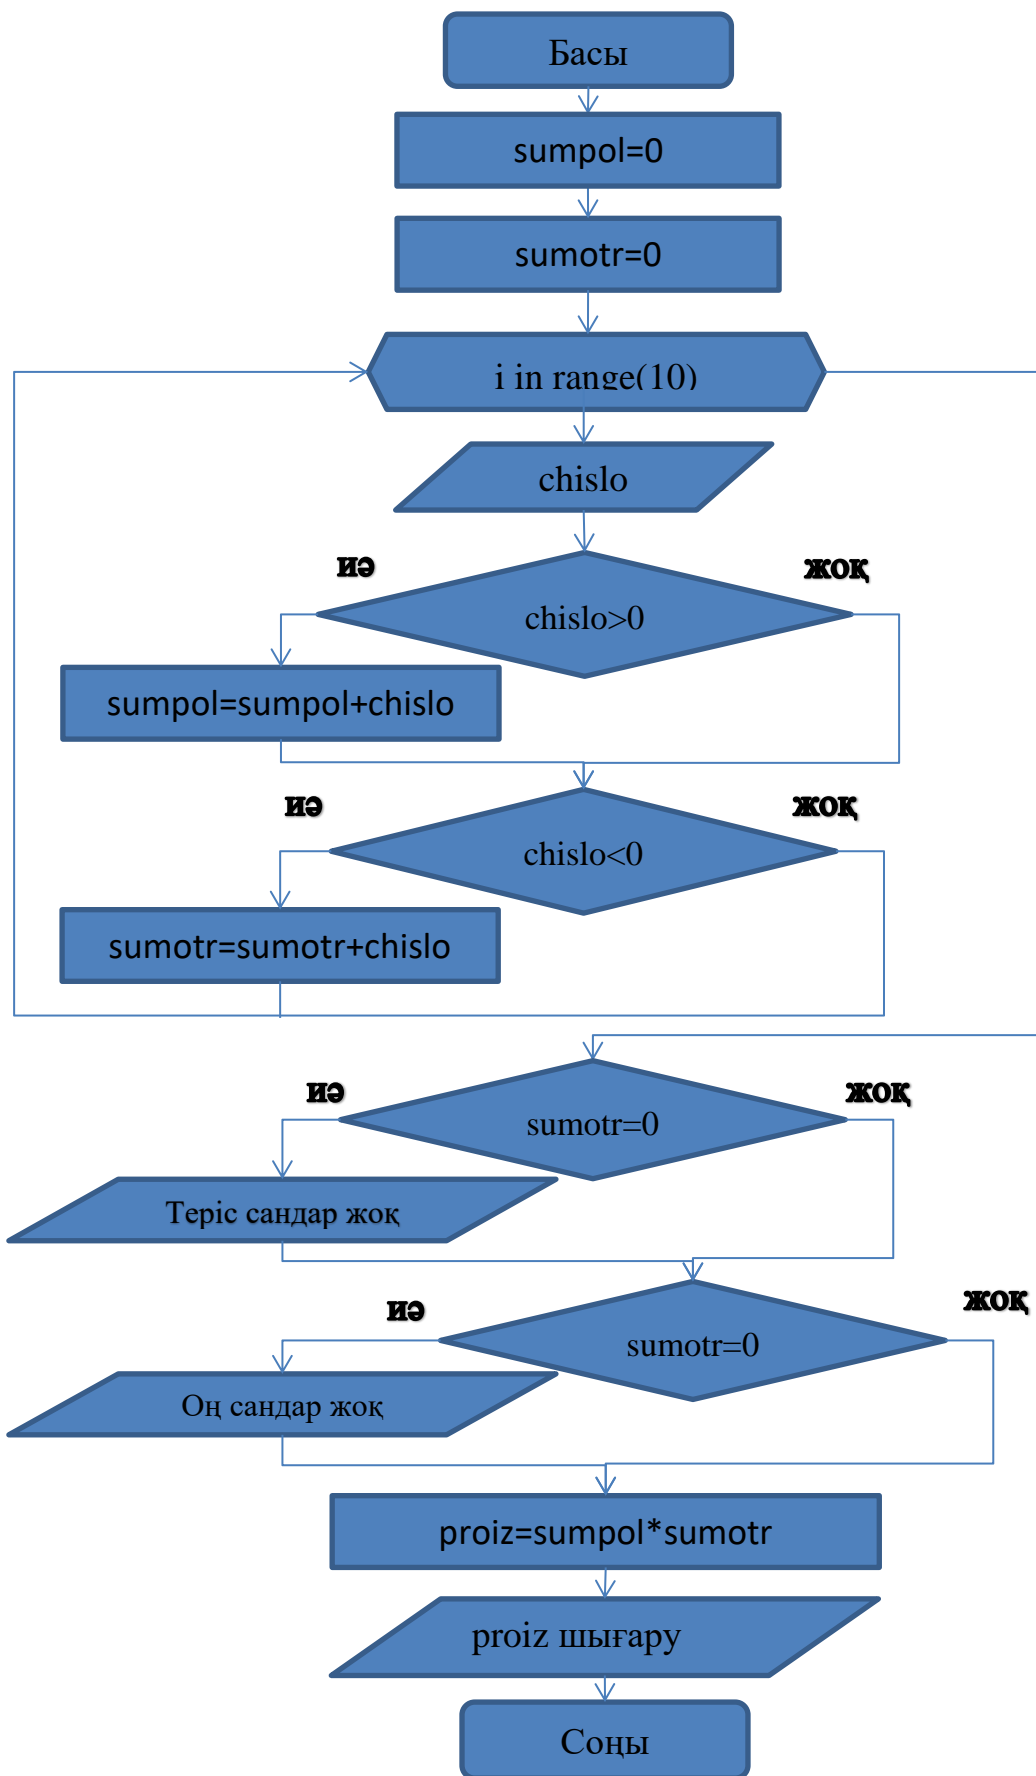 Басы
sumpol=0
sumotr=0
i in range(10)
chislo
иә
жоқ
chislo>0
sumpol=sumpol+chislo
иә
жоқ
chislo<0
sumotr=sumotr+chislo
иә
жоқ
sumotr=0
Теріс сандар жоқ
иә
жоқ
sumotr=0
Оң сандар жоқ
proiz=sumpol*sumotr
proiz шығару
Соңы